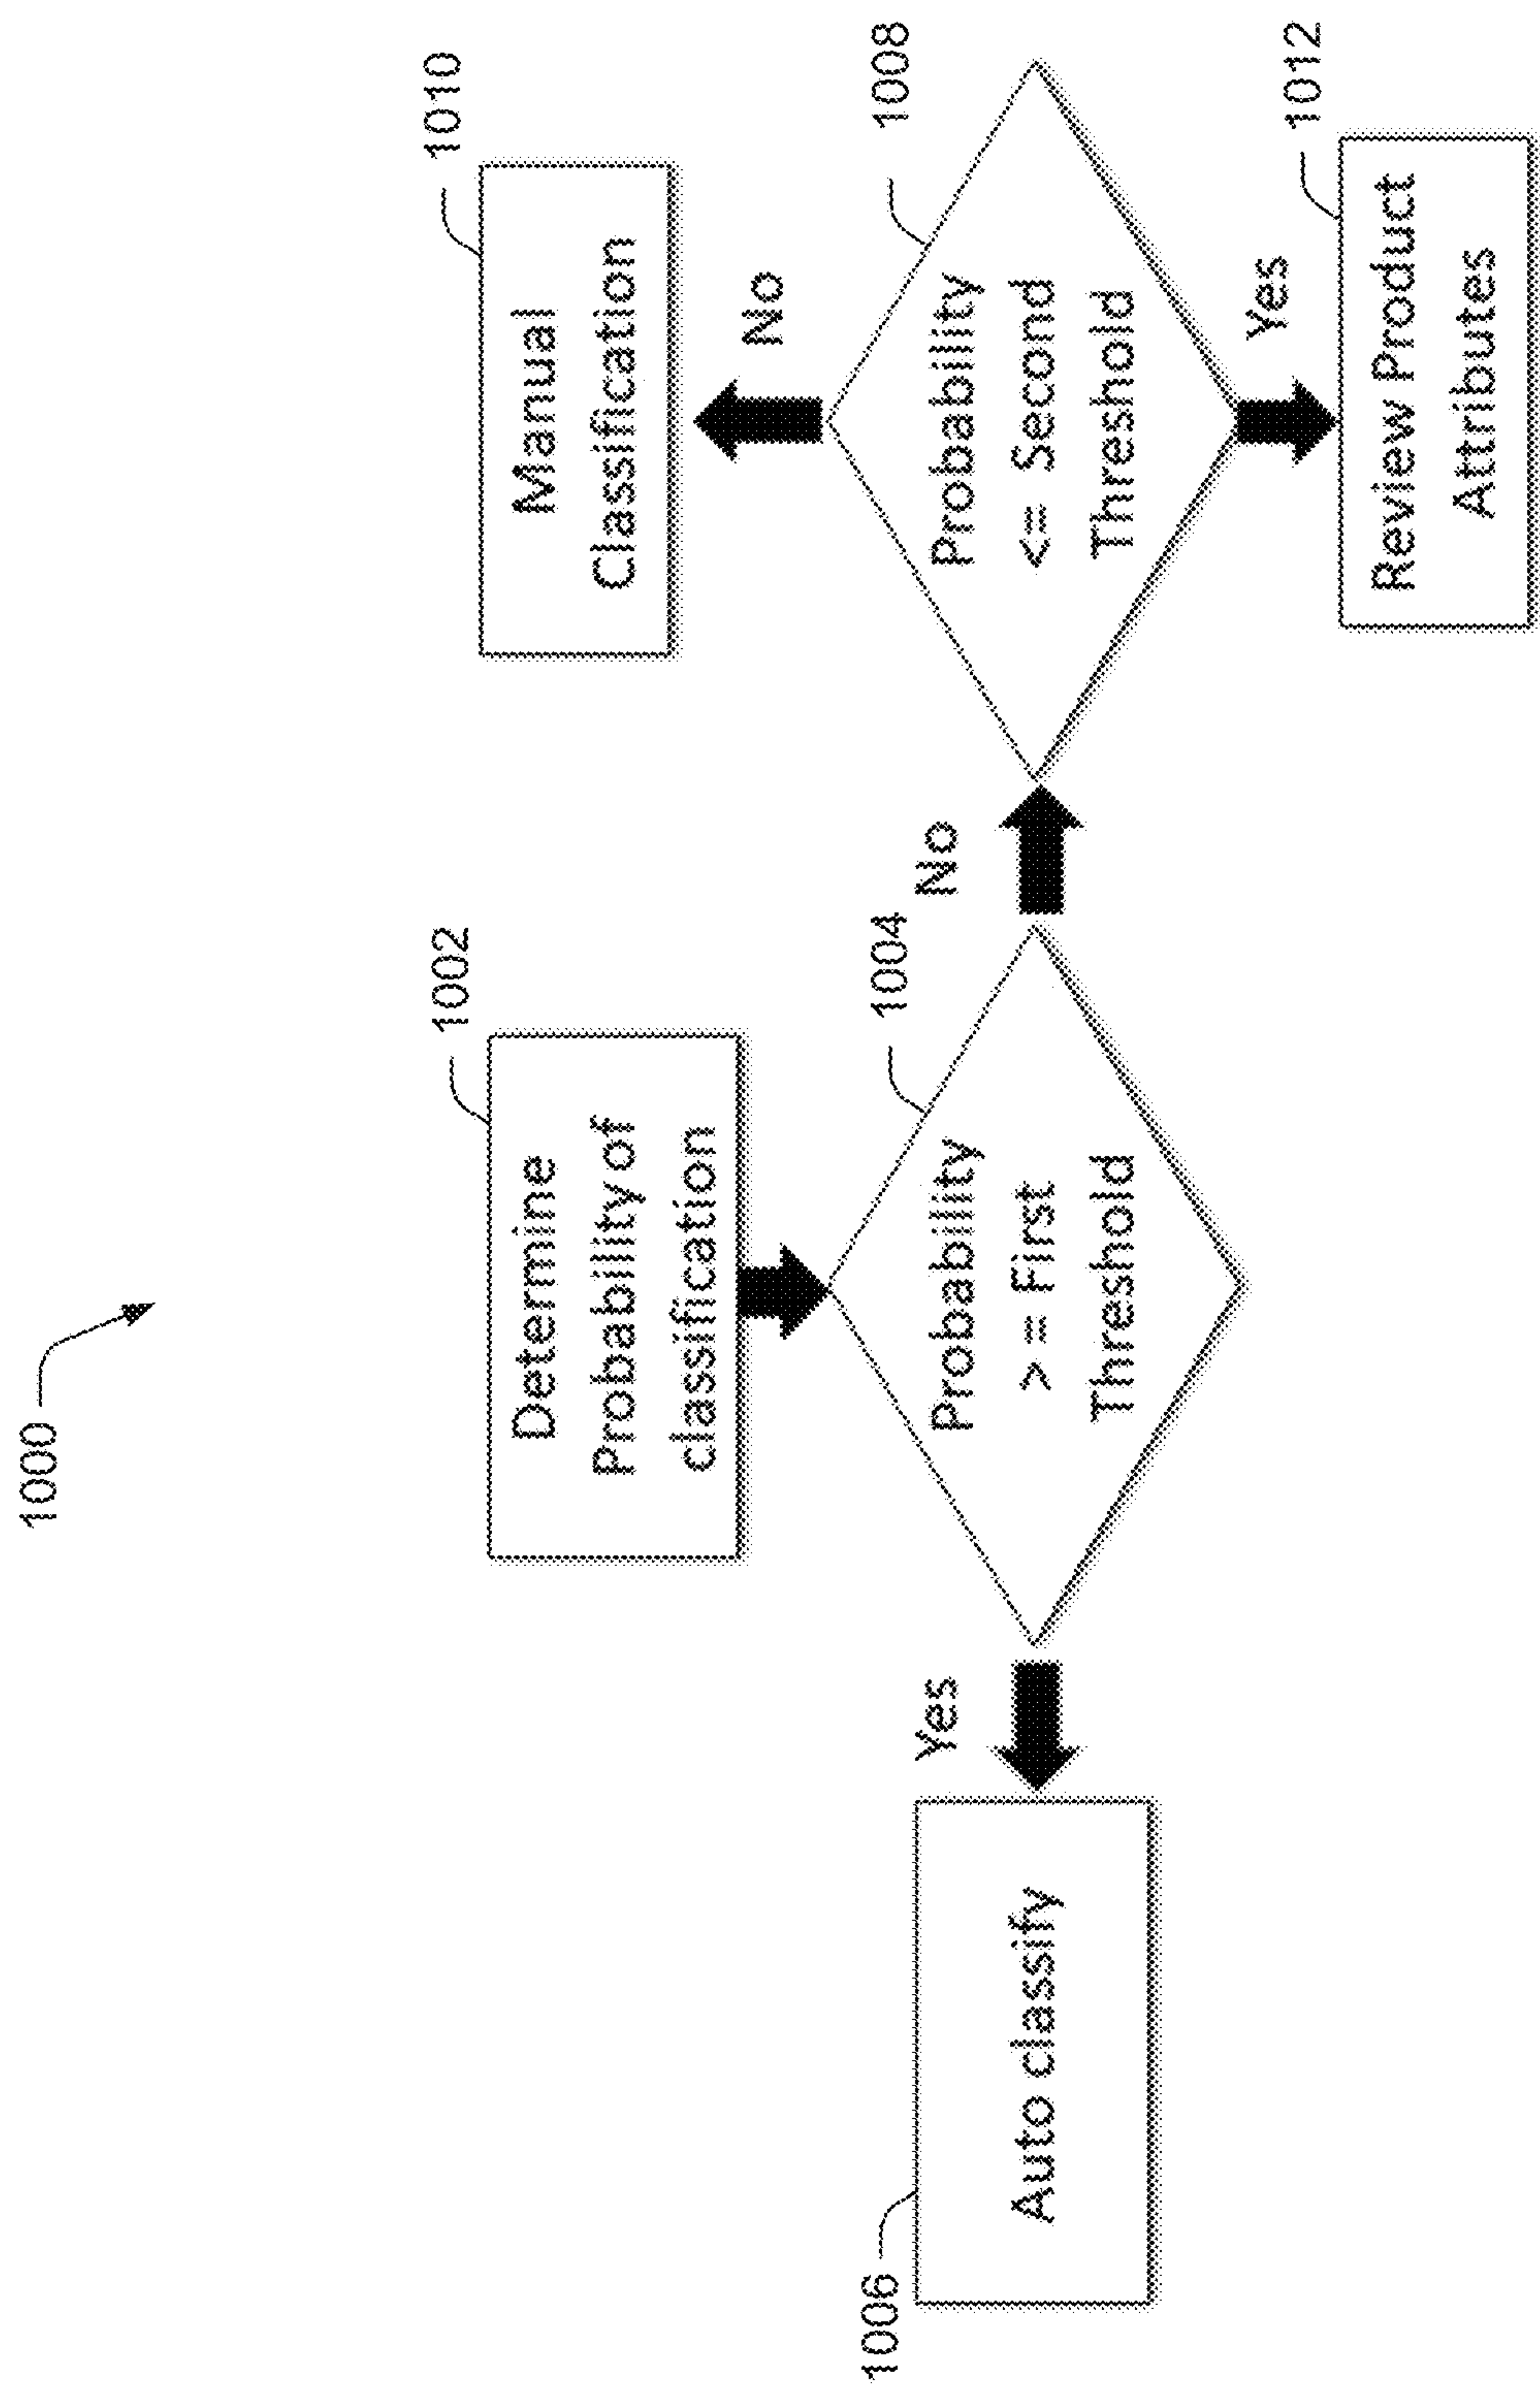 1000
1002
Determine
Probability of
classification
1004
Probability
>= First
Threshold
Yes
1006
Auto classify
No
1008
Probability
<= Second
Threshold
No
1010
Manual
Classification
Yes
1012
Review Product
Attributes